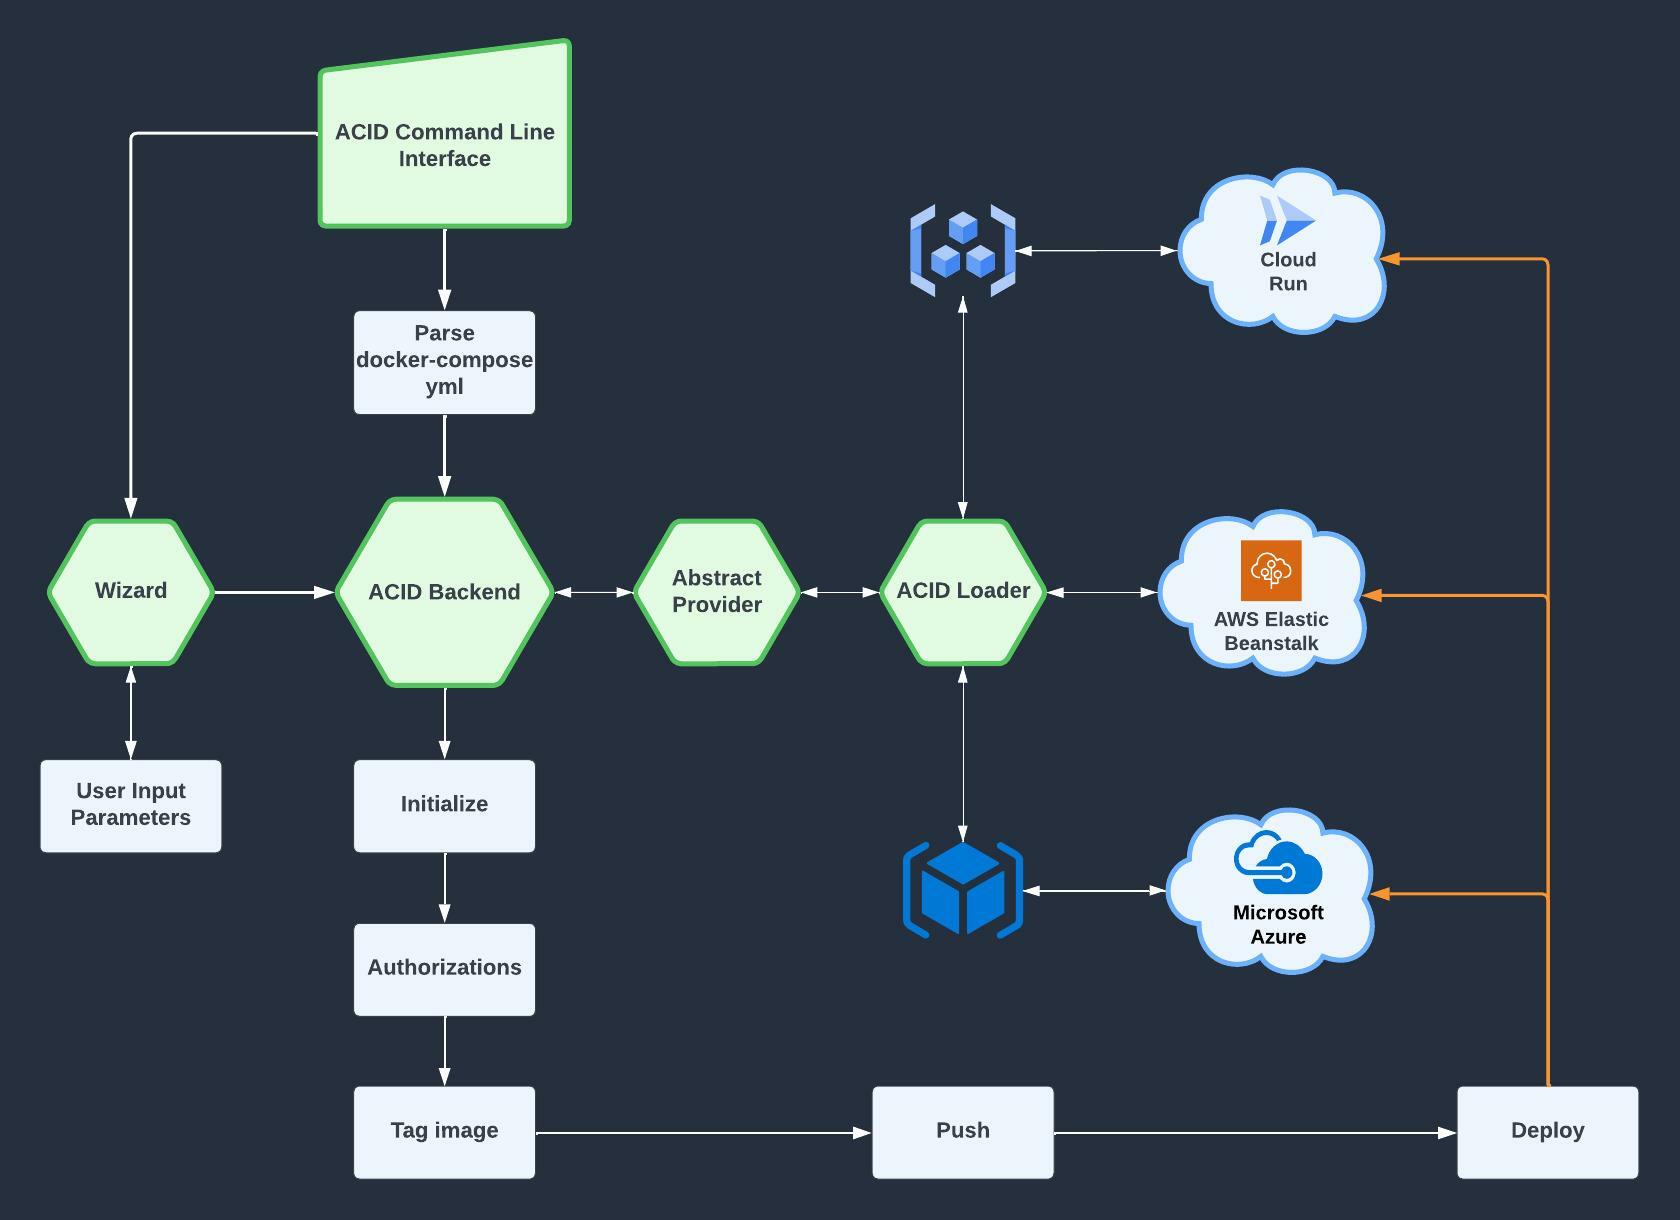 ACID Command Line
Interface
Parse
docker-compose
yml
Cloud
Run
Wizard
ACID Backend
Abstract
Provider
ACID Loader
AWS Elastic
Beanstalk
User Input
Parameters
Initialize
Microsoft
Azure
Authorizations
Tag image
Push
Deploy